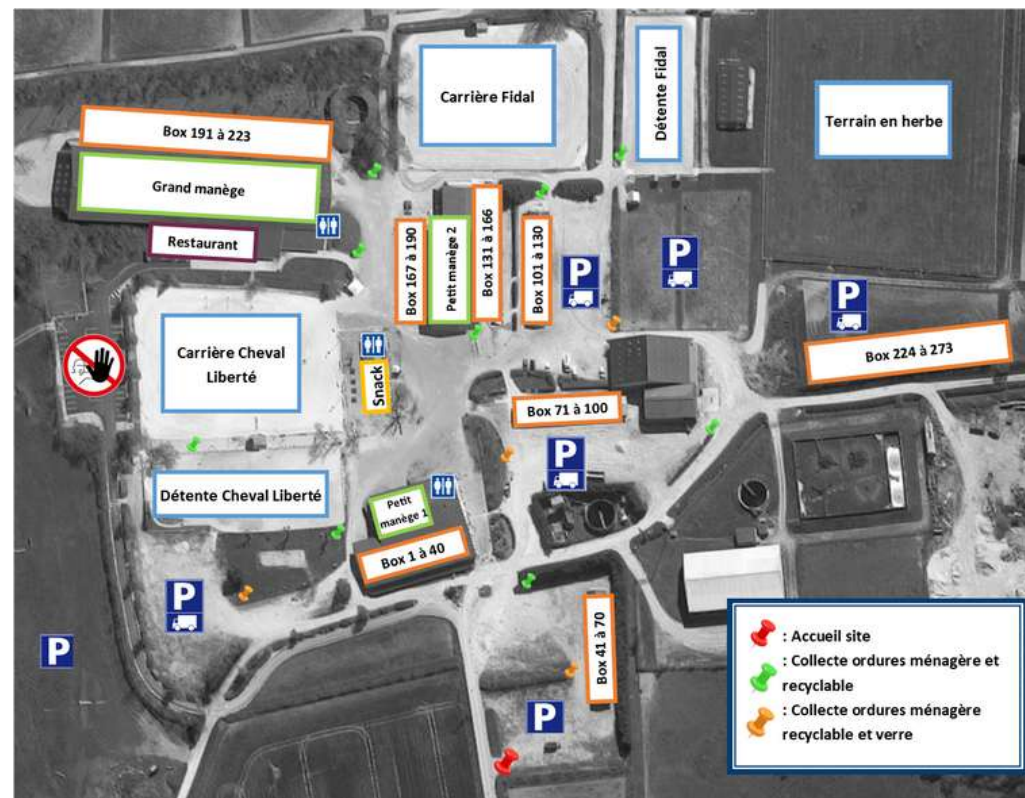 Carrière Fidal
Détente Fidal
Terrain en herbe
Box 191 à 223
Grand manège
Restaurant
Box 167 à 190
Petit manège 2
Box 131 à 166
Box 101 à 130
P
P
P
Box 224 à 273
Carrière Cheval
Liberté
Snack
Box 71 à 100
P
Détente Cheval Liberté
Petit
manège 1
Box 1 à 40
P
P
Box 41 à 70
P
: Accueil site
: Collecte ordures ménagère et
recyclable
: Collecte ordures ménagère
recyclable et verre